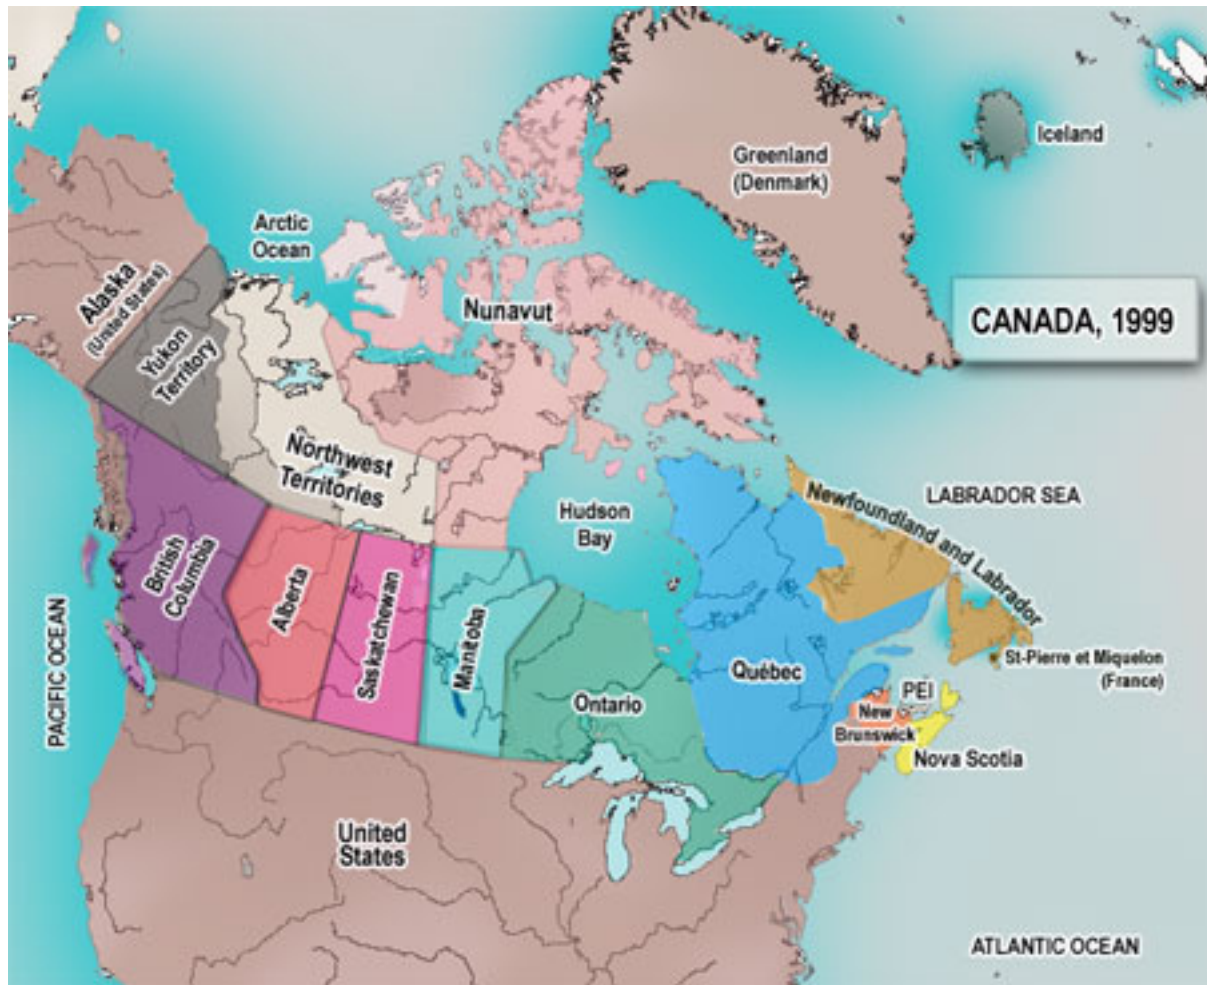 Greenland
(Denmark)
Iceland
Arctic
Ocean
CANADA, 1999
Nunavut
Alaska
(United States)
Yukon
Territory
Northwest
Territories
Hudson
Bay
LABRADOR SEA
Newfoundland and Labrador
British
Columbia
Alberta
Saskatchewan
Manitoba
Ontario
Québec
PACIFIC OCEAN
St-Pierre et Miquelon
(France)
PEI
New
Brunswick
Nova Scotia
United
States
ATLANTIC OCEAN